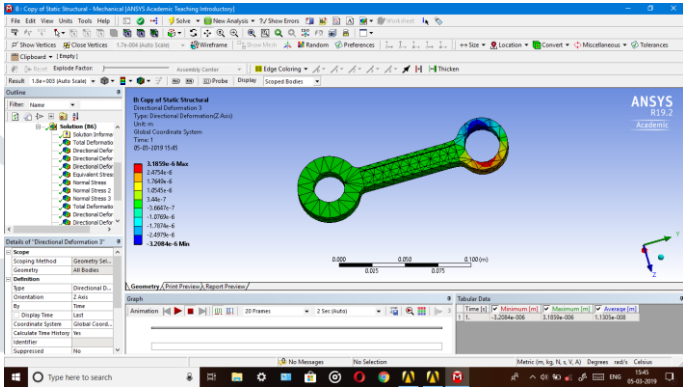 B : Copy of Static Structural - Mechanical [ANSYS Academic Teaching Introductory]
File Edit View Units Tools Help
Solve New Analysis ?/ Show Errors
Worksheet
Show Vertices Close Vertices 1.7e-004 (Auto Scale) Wireframe Show Mesh Random Preferences
Size Location Convert Miscellaneous Tolerances
Clipboard [ Empty ]
Reset Explode Factor: Assembly Center Edge Coloring Thicken
Result 1.8e+003 (Auto Scale) Probe Display Scoped Bodies
Outline
Filter: Name
Solution (B6)
Solution Informa
Total Deformatio
Directional Defor
Directional Defor
Directional Defor
Equivalent Stress
Normal Stress
Normal Stress 2
Normal Stress 3
Total Deformatio
Directional Defor
Directional Defor
B: Copy of Static Structural
Directional Deformation 3
Type: Directional Deformation(Z Axis)
Unit: m
Global Coordinate System
Time: 1
05-03-2019 15:45
3.1859e-6 Max
2.4754e-6
1.7649e-6
1.0545e-6
3.44e-7
-3.6647e-7
-1.0769e-6
-1.7874e-6
-2.4979e-6
-3.2084e-6 Min
ANSYS
R19.2
Academic
0.000 0.050 0.100 (m)
0.025 0.075
Y
Z
Geometry Print Preview Report Preview
Details of "Directional Deformation 3"
Scope
Scoping Method Geometry Sel...
Geometry All Bodies
Definition
Type Directional D...
Orientation Z Axis
By Time
Display Time Last
Coordinate System Global Coord...
Calculate Time History Yes
Identifier
Suppressed No
Graph
Animation 20 Frames 2 Sec (Auto)
Tabular Data
Time [s] Minimum [m] Maximum [m] Average [m]
1 1. -3.2084e-006 3.1859e-006 1.1305e-008
No Messages No Selection Metric (m, kg, N, s, V, A) Degrees rad/s Celsius
Type here to search
ENG
15:45
05-03-2019